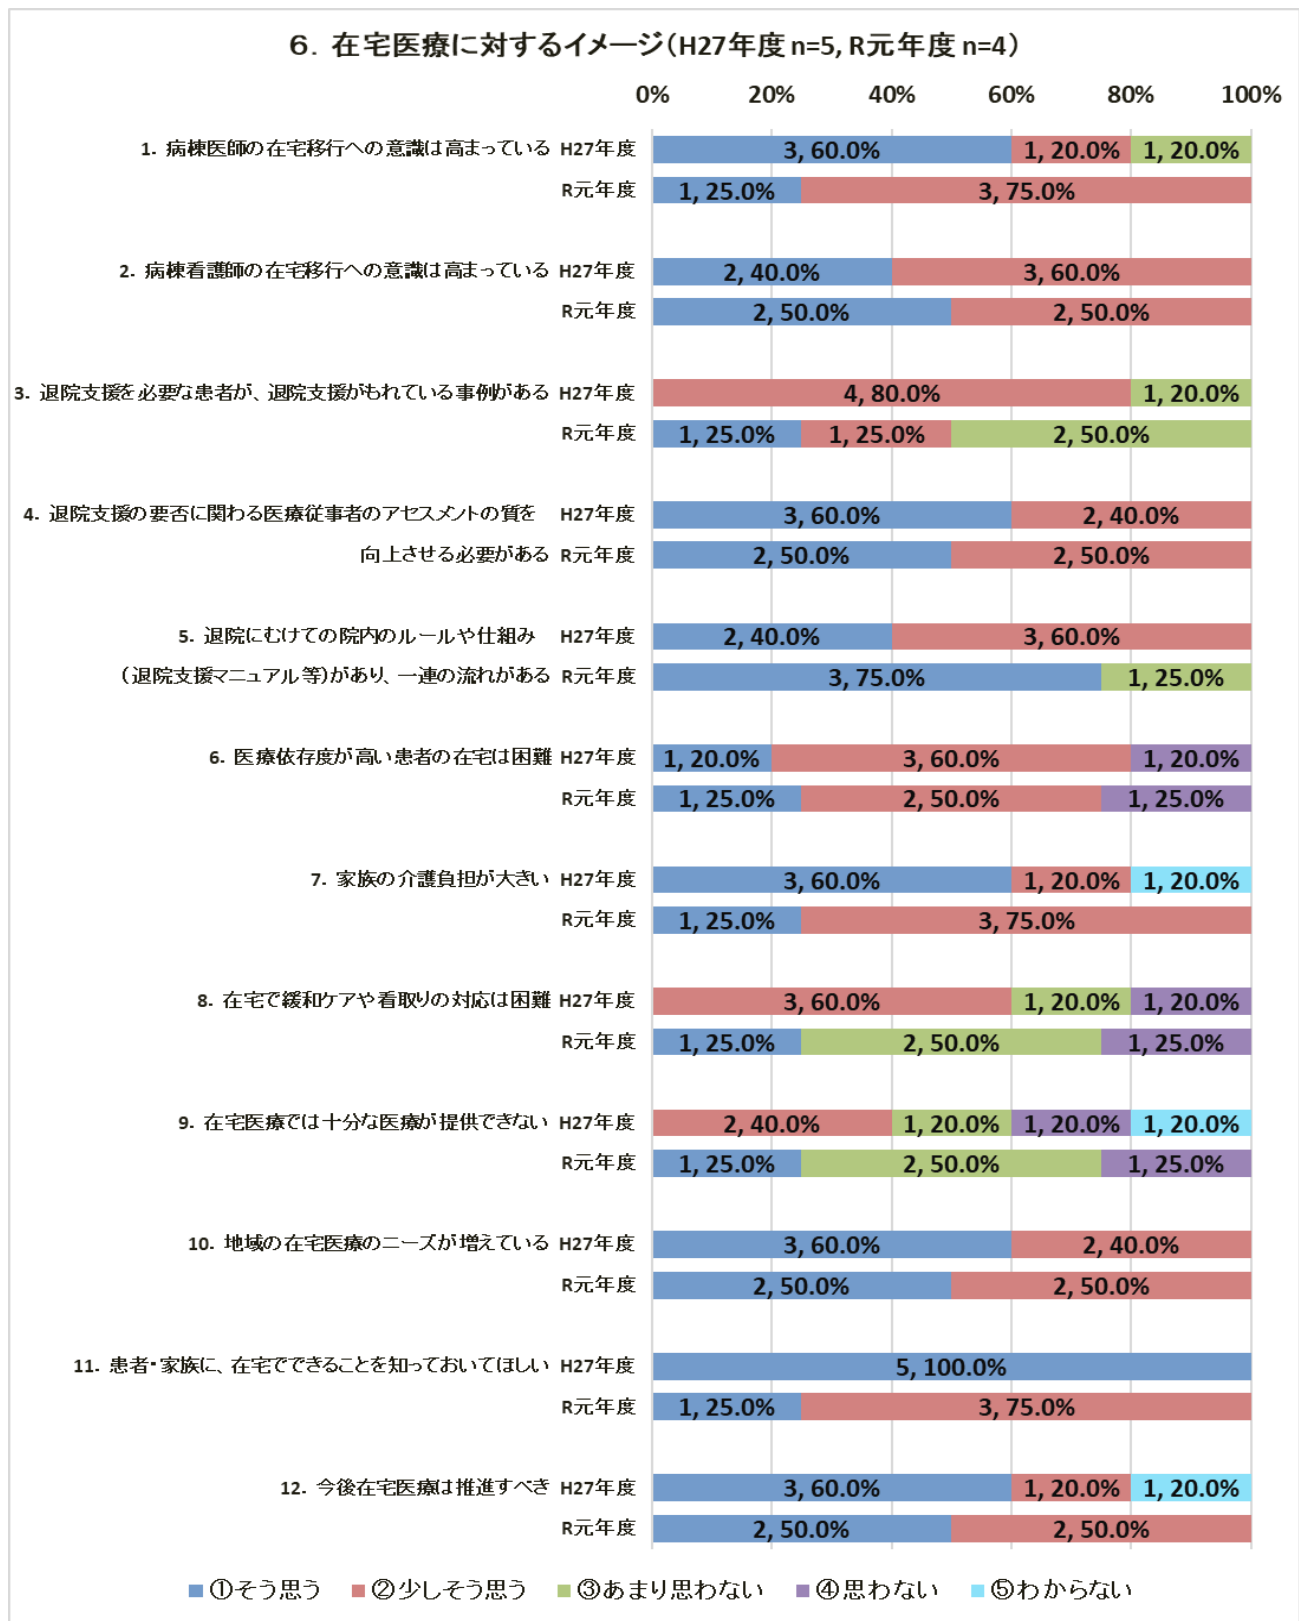 6. 在宅医療に対するイメージ(H27年度 n=5, R元年度 n=4)
0% 20% 40% 60% 80% 100%
1. 病棟医師の在宅移行への意識は高まっている H27年度 3, 60.0% 1, 20.0% 1, 20.0%
R元年度 1, 25.0% 3, 75.0%
2. 病棟看護師の在宅移行への意識は高まっている H27年度 2, 40.0% 3, 60.0%
R元年度 2, 50.0% 2, 50.0%
3. 退院支援を必要な患者が、退院支援がもれている事例がある H27年度 4, 80.0% 1, 20.0%
R元年度 1, 25.0% 1, 25.0% 2, 50.0%
4. 退院支援の要否に関わる医療従事者のアセスメントの質を H27年度 3, 60.0% 2, 40.0%
向上させる必要がある R元年度 2, 50.0% 2, 50.0%
5. 退院にむけての院内のルールや仕組み H27年度 2, 40.0% 3, 60.0%
(退院支援マニュアル等)があり、一連の流れがある R元年度 3, 75.0% 1, 25.0%
6. 医療依存度が高い患者の在宅は困難 H27年度 1, 20.0% 3, 60.0% 1, 20.0%
R元年度 1, 25.0% 2, 50.0% 1, 25.0%
7. 家族の介護負担が大きい H27年度 3, 60.0% 1, 20.0% 1, 20.0%
R元年度 1, 25.0% 3, 75.0%
8. 在宅で緩和ケアや看取りの対応は困難 H27年度 3, 60.0% 1, 20.0% 1, 20.0%
R元年度 1, 25.0% 2, 50.0% 1, 25.0%
9. 在宅医療では十分な医療が提供できない H27年度 2, 40.0% 1, 20.0% 1, 20.0% 1, 20.0%
R元年度 1, 25.0% 2, 50.0% 1, 25.0%
10. 地域の在宅医療のニーズが増えている H27年度 3, 60.0% 2, 40.0%
R元年度 2, 50.0% 2, 50.0%
11. 患者・家族に、在宅でできることを知っておいてほしい H27年度 5, 100.0%
R元年度 1, 25.0% 3, 75.0%
12. 今後在宅医療は推進すべき H27年度 3, 60.0% 1, 20.0% 1, 20.0%
R元年度 2, 50.0% 2, 50.0%
①そう思う ②少しそう思う ③あまり思わない ④思わない ⑤わからない